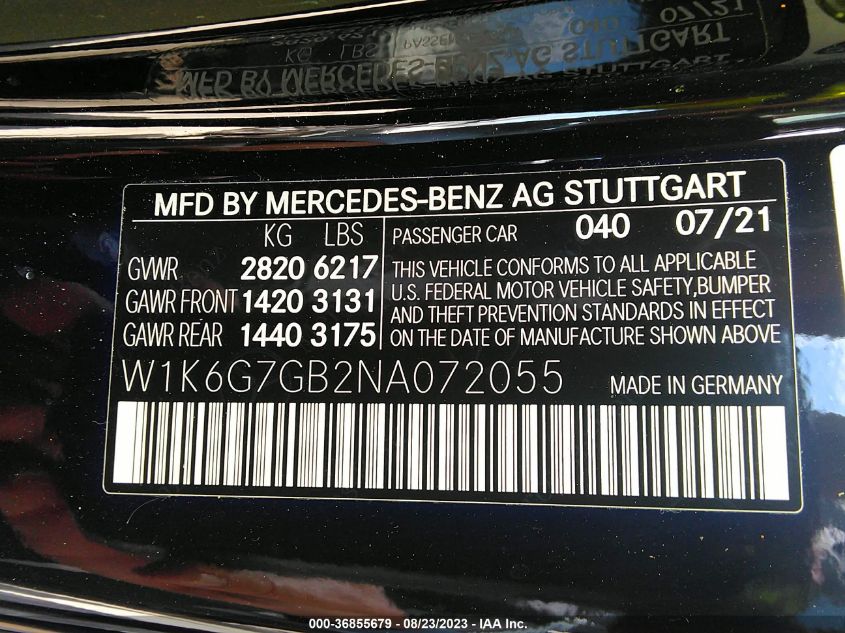 MFD BY MERCEDES-BENZ AG STUTTGART
KG LBS
GVWR 2820 6217
GAWR FRONT 1420 3131
GAWR REAR 1440 3175
PASSENGER CAR 040 07/21
THIS VEHICLE CONFORMS TO ALL APPLICABLE
U.S. FEDERAL MOTOR VEHICLE SAFETY,BUMPER
AND THEFT PREVENTION STANDARDS IN EFFECT
ON THE DATE OF MANUFACTURE SHOWN ABOVE
W1K6G7GB2NA072055 MADE IN GERMANY
000-36855679 - 08/23/2023 - IAA Inc.